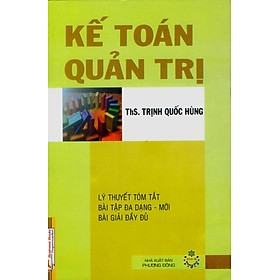 KẾ TOÁN
QUẢN TRỊ
ThS. TRỊNH QUỐC HÙNG
LÝ THUYẾT TÓM TẮT
BÀI TẬP ĐA DẠNG - MỚI
BÀI GIẢI ĐẦY ĐỦ
NHÀ XUẤT BẢN
PHƯƠNG ĐÔNG